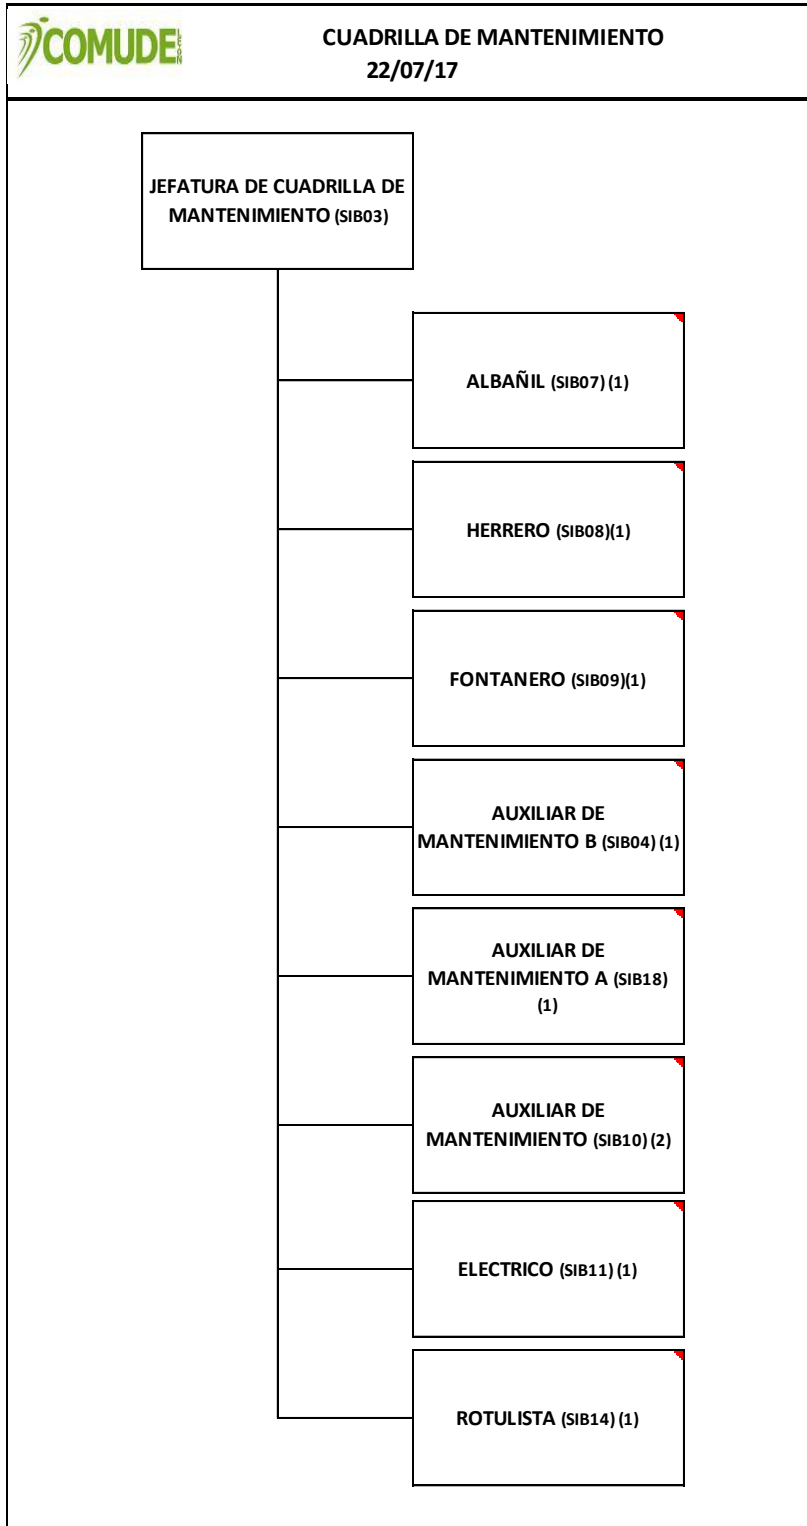 COMUDE
LEÓN
CUADRILLA DE MANTENIMIENTO
22/07/17
JEFATURA DE CUADRILLA DE
MANTENIMIENTO (SIB03)
ALBAÑIL (SIB07) (1)
HERRERO (SIB08)(1)
FONTANERO (SIB09)(1)
AUXILIAR DE
MANTENIMIENTO B (SIB04) (1)
AUXILIAR DE
MANTENIMIENTO A (SIB18)
(1)
AUXILIAR DE
MANTENIMIENTO (SIB10) (2)
ELECTRICO (SIB11) (1)
ROTULISTA (SIB14) (1)